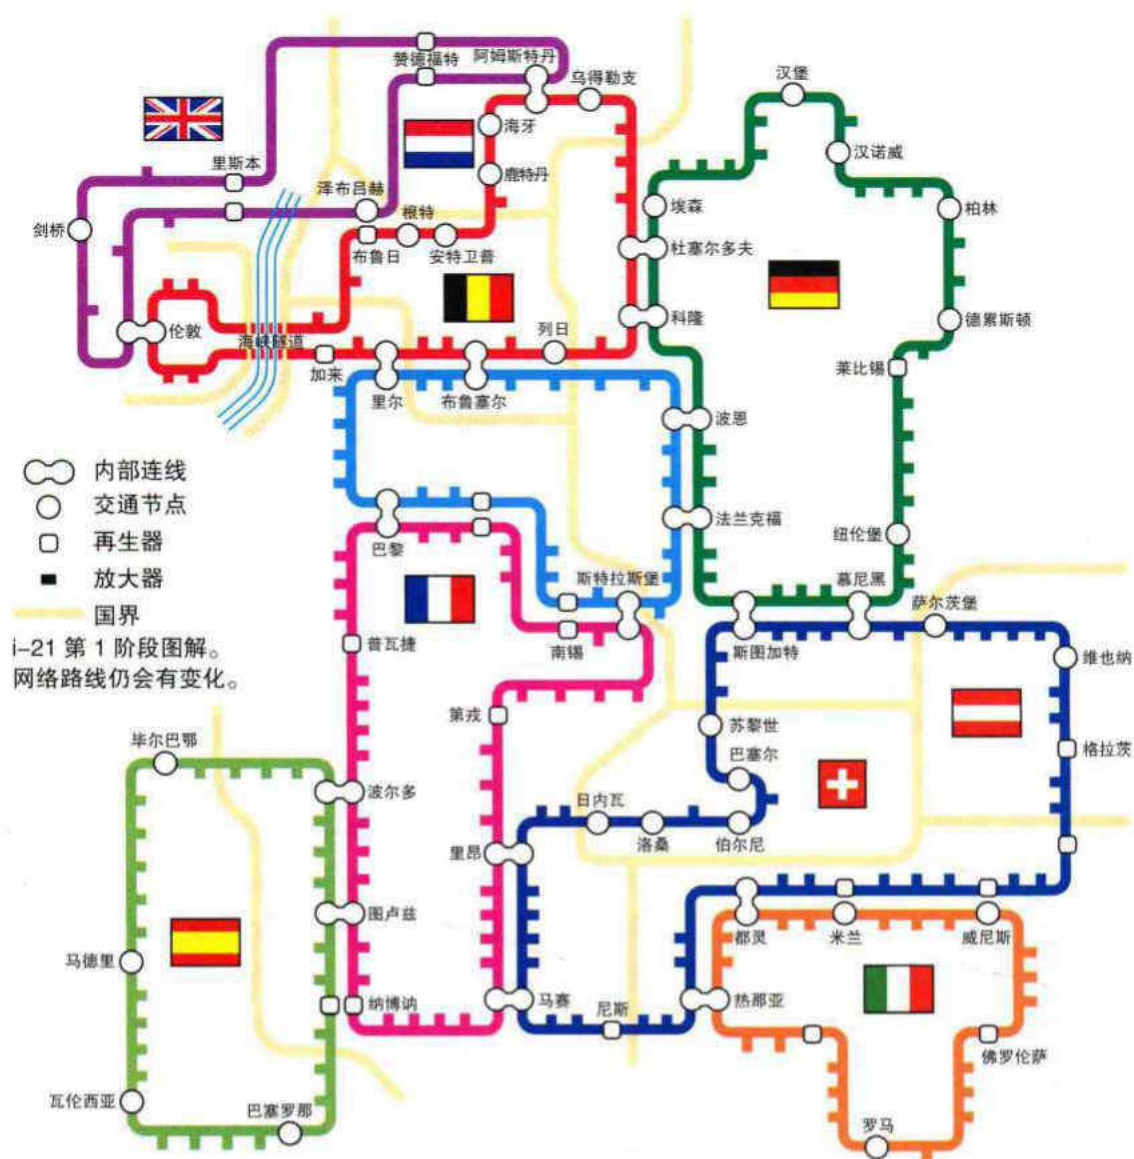 赞德福特
阿姆斯特丹
乌得勒支
汉堡
海牙
汉诺威
里斯本
泽布吕赫
鹿特丹
根特
埃森
柏林
剑桥
布鲁日
安特卫普
杜塞尔多夫
伦敦
海峡隧道
列日
科隆
德累斯顿
加来
里尔
布鲁塞尔
莱比锡
波恩
内部连线
交通节点
再生器
放大器
国界
i-21 第 1 阶段图解。
网络路线仍会有变化。
巴黎
法兰克福
纽伦堡
斯特拉斯堡
慕尼黑
萨尔茨堡
普瓦捷
南锡
斯图加特
维也纳
第戎
苏黎世
毕尔巴鄂
巴塞尔
格拉茨
波尔多
日内瓦
里昂
洛桑
伯尔尼
图卢兹
都灵
米兰
威尼斯
马德里
纳博讷
马赛
尼斯
热那亚
佛罗伦萨
瓦伦西亚
巴塞罗那
罗马